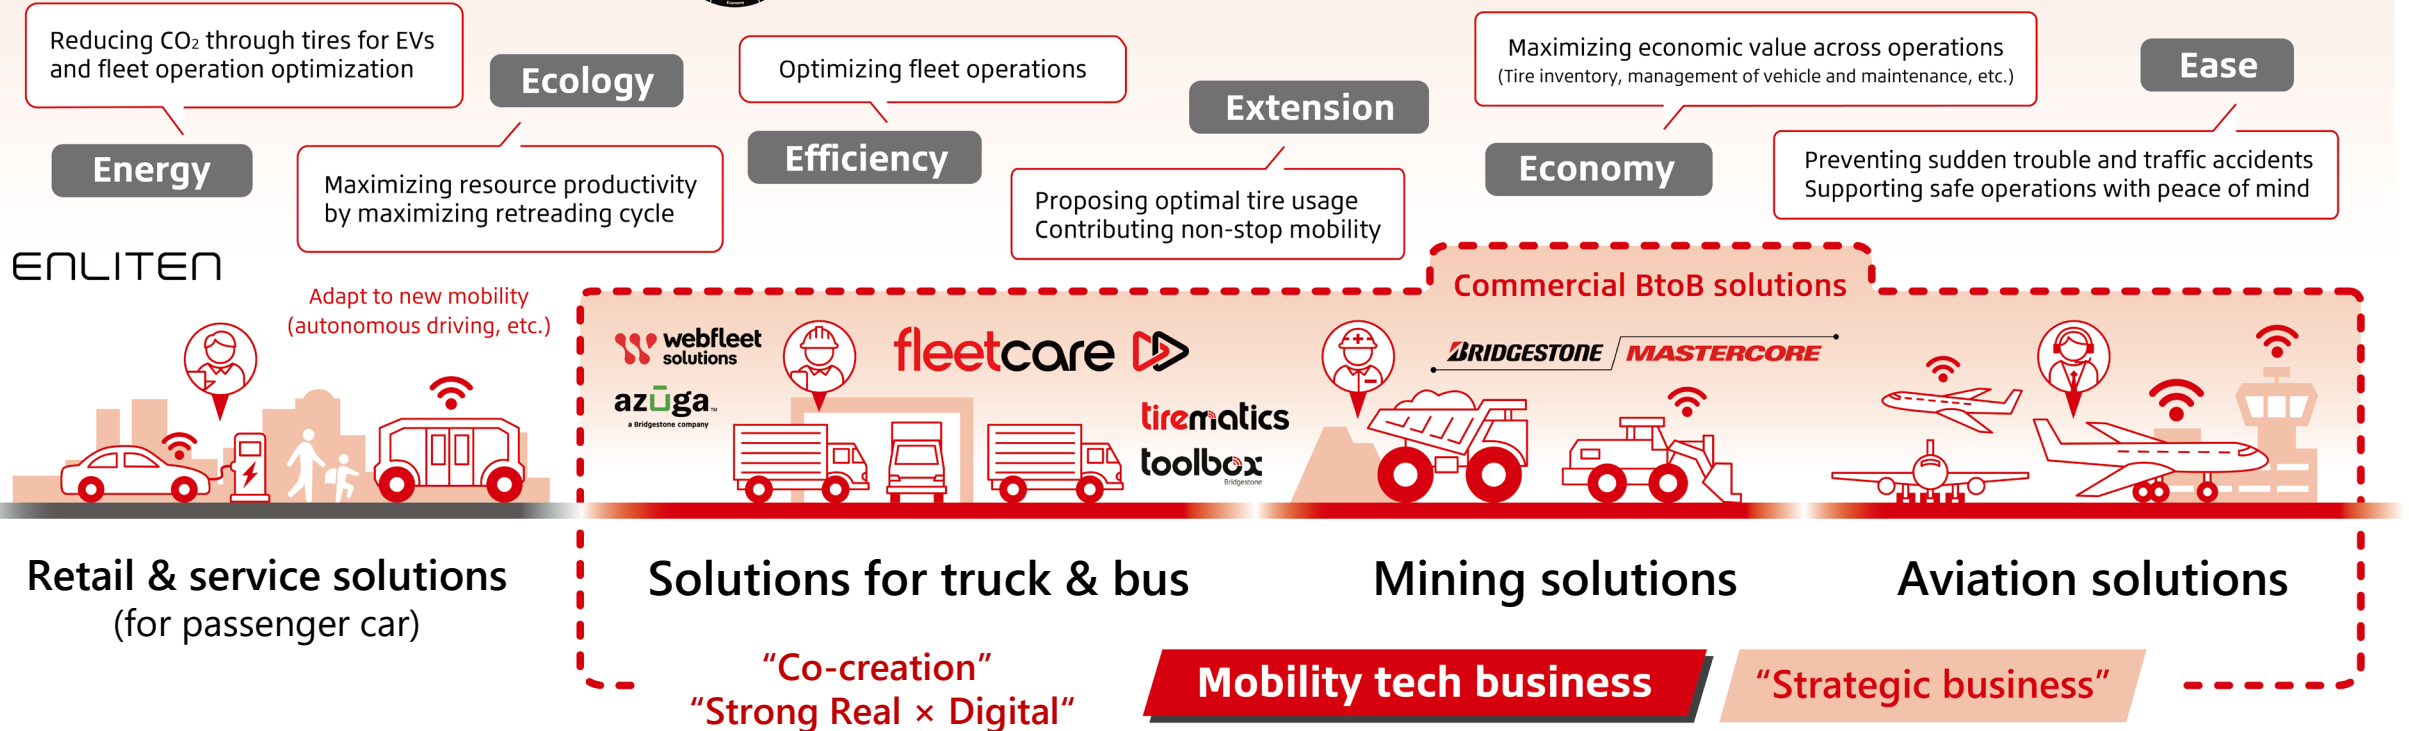 Economy
Reducing CO₂ through tires for EVs
and fleet operation optimization
Energy
Ecology
Maximizing resource productivity
by maximizing retreading cycle
Optimizing fleet operations
Efficiency
Extension
Proposing optimal tire usage
Contributing non-stop mobility
Maximizing economic value across operations
(Tire inventory, management of vehicle and maintenance, etc.)
Economy
Ease
Preventing sudden trouble and traffic accidents
Supporting safe operations with peace of mind
ENLITEN
Adapt to new mobility
(autonomous driving, etc.)
Commercial BtoB solutions
webfleet
solutions
azūga™
a Bridgestone company
fleetcare
tirematics
toolbox
Bridgestone
BRIDGESTONE / MASTERCORE
Retail & service solutions
(for passenger car)
Solutions for truck & bus
Mining solutions
Aviation solutions
“Co-creation”
“Strong Real × Digital“
Mobility tech business
“Strategic business”